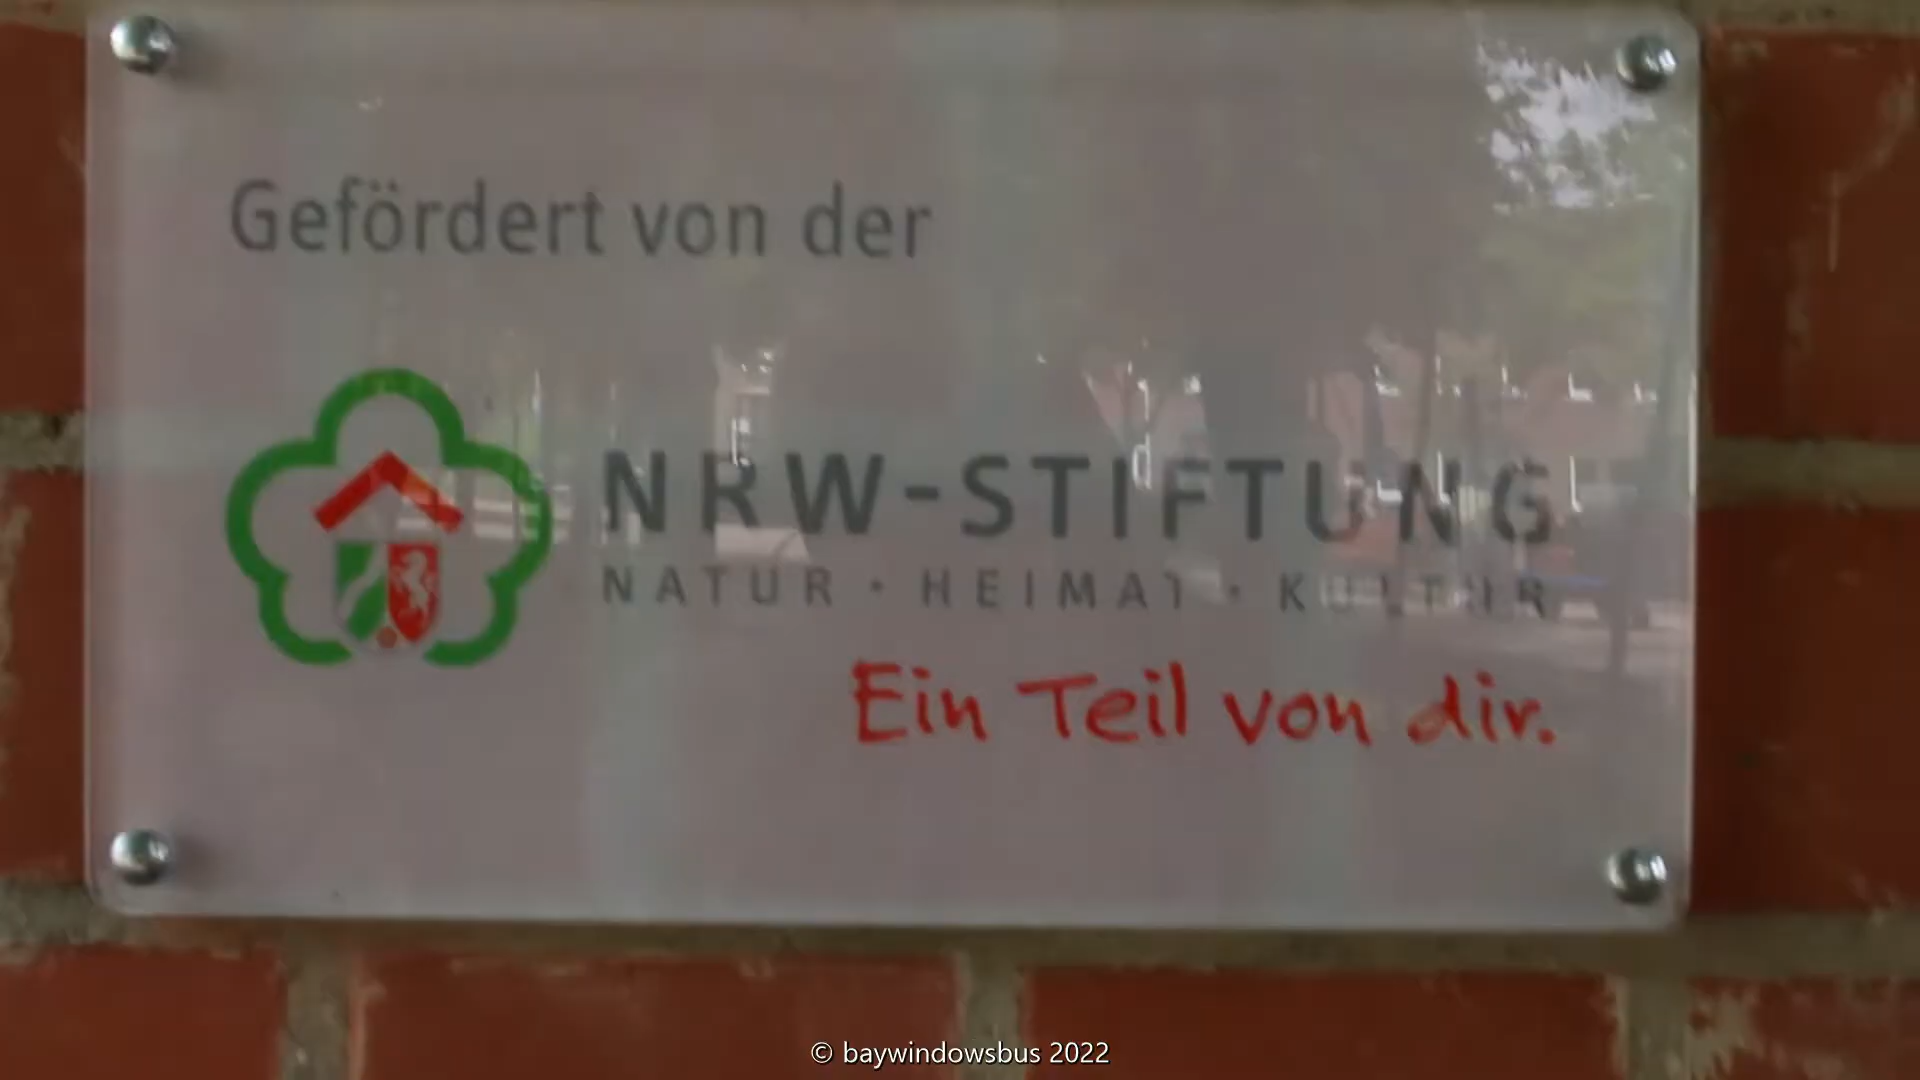 Gefördert von der
NRW-STIFTUNG
NATUR · HEIMAT · KULTUR
Ein Teil von dir.
© baywindowsbus 2022